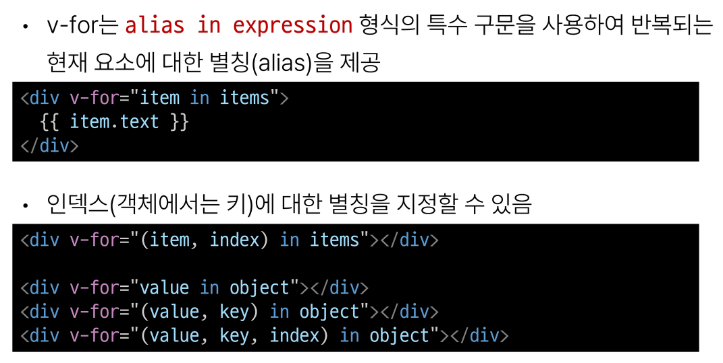 • v-for는 alias in expression 형식의 특수 구문을 사용하여 반복되는
현재 요소에 대한 별칭(alias)을 제공
<div v-for="item in items">
  {{ item.text }}
</div>
• 인덱스(객체에서는 키)에 대한 별칭을 지정할 수 있음
<div v-for="(item, index) in items"></div>
<div v-for="value in object"></div>
<div v-for="(value, key) in object"></div>
<div v-for="(value, key, index) in object"></div>